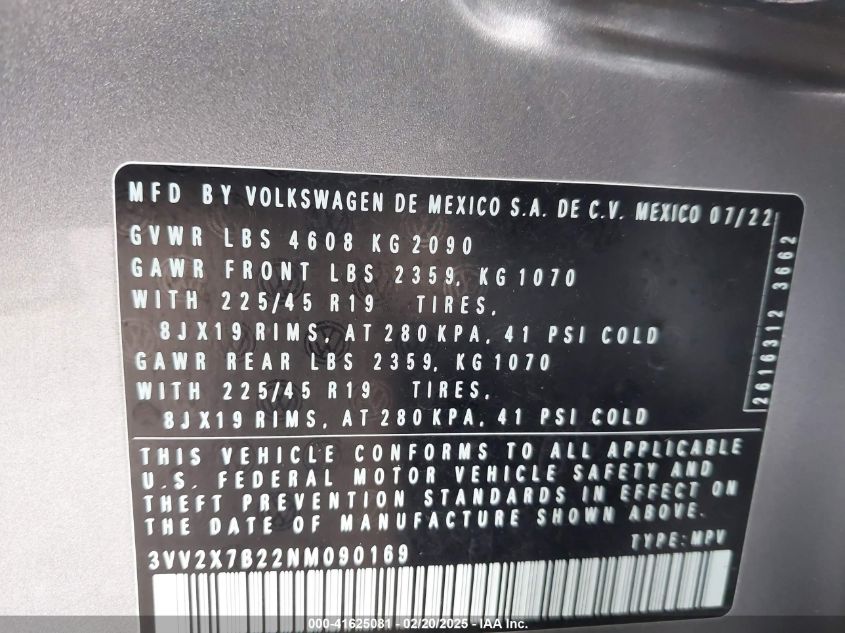 MFD BY VOLKSWAGEN DE MEXICO S.A. DE C.V. MEXICO 07/22
GVWR LBS 4608 KG 2090
GAWR FRONT LBS 2359, KG 1070
WITH 225/45 R19 TIRES,
8JX19 RIMS, AT 280 KPA, 41 PSI COLD
GAWR REAR LBS 2359, KG 1070
WITH 225/45 R19 TIRES,
8JX19 RIMS, AT 280 KPA, 41 PSI COLD
2616312 3662
THIS VEHICLE CONFORMS TO ALL APPLICABLE
U.S. FEDERAL MOTOR VEHICLE SAFETY AND
THEFT PREVENTION STANDARDS IN EFFECT ON
THE DATE OF MANUFACTURE SHOWN ABOVE.
TYPE: MPV
3VV2X7B22NM090169
000-41625081 - 02/20/2025 - IAA Inc.